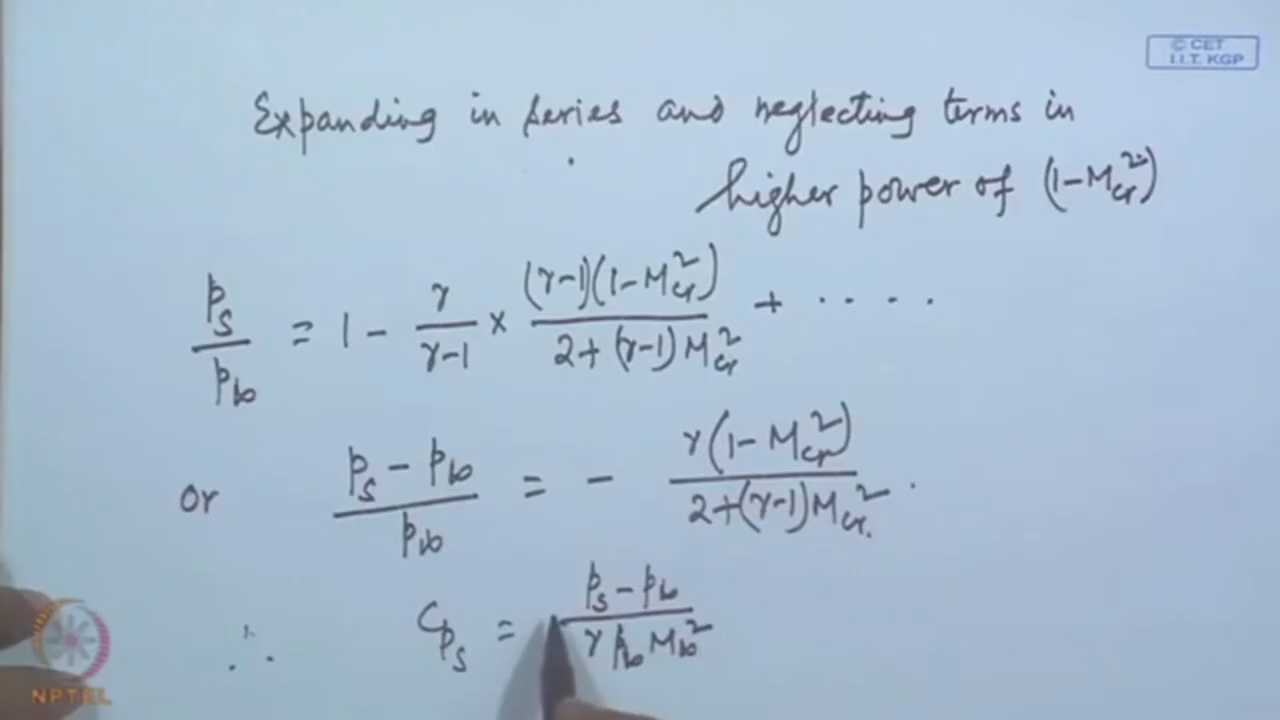 © CET
I.I.T. KGP
Expanding in series and neglecting terms in
higher power of (1-M_cr^2)
p_s/p_∞ = 1 - γ/(γ-1) × (γ-1)(1-M_cr^2)/(2+(γ-1)M_cr^2) + ....
or (p_s - p_∞)/p_∞ = - γ(1-M_cr^2)/(2+(γ-1)M_cr^2) .
∴ C_{p_s} = (p_s - p_∞)/(γ p_∞ M_∞^2)
NPTEL